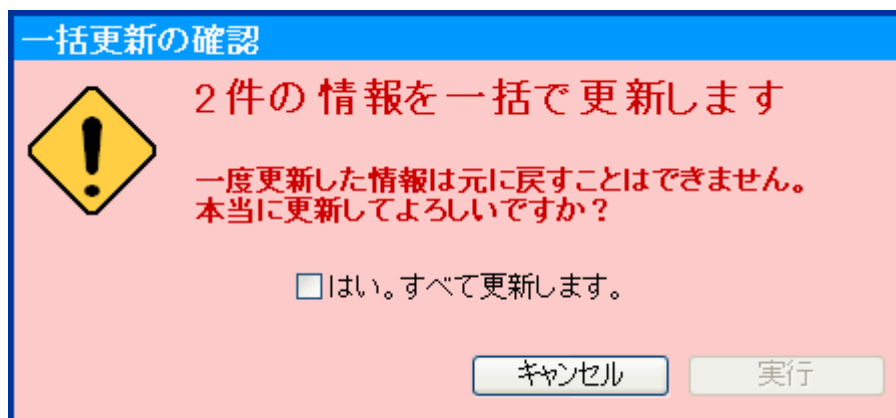 一括更新の確認
2件の情報を一括で更新します
一度更新した情報は元に戻すことはできません。
本当に更新してよろしいですか？
はい。すべて更新します。
キャンセル 実行